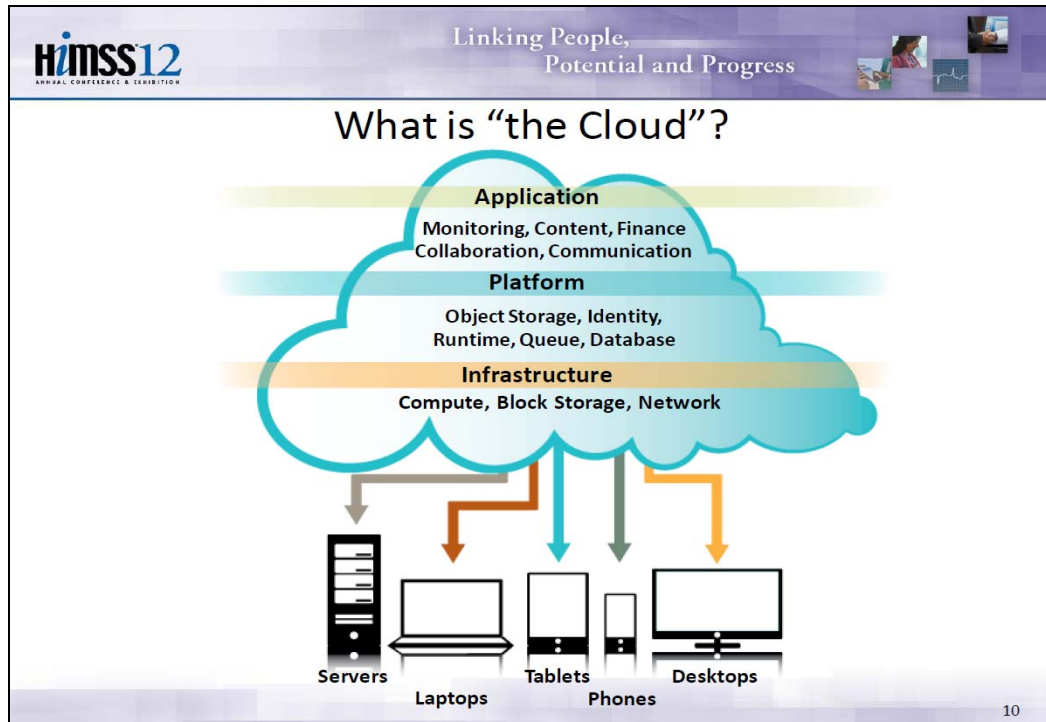 HIMSS12
ANNUAL CONFERENCE & EXHIBITION
Linking People,
Potential and Progress
What is “the Cloud”?
Application
Monitoring, Content, Finance
Collaboration, Communication
Platform
Object Storage, Identity,
Runtime, Queue, Database
Infrastructure
Compute, Block Storage, Network
Servers
Laptops
Tablets
Phones
Desktops
10